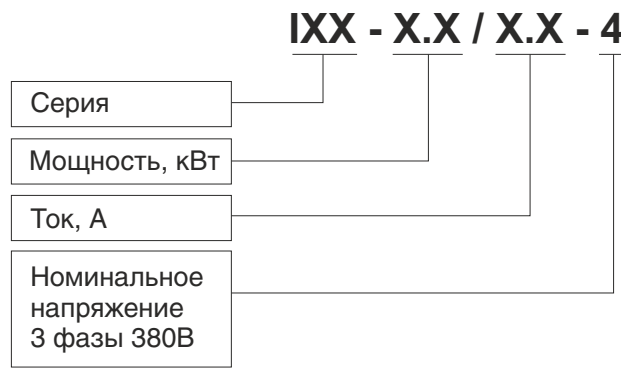 IXX - X.X / X.X - 4
Серия
Мощность, кВт
Ток, А
Номинальное
напряжение
3 фазы 380В